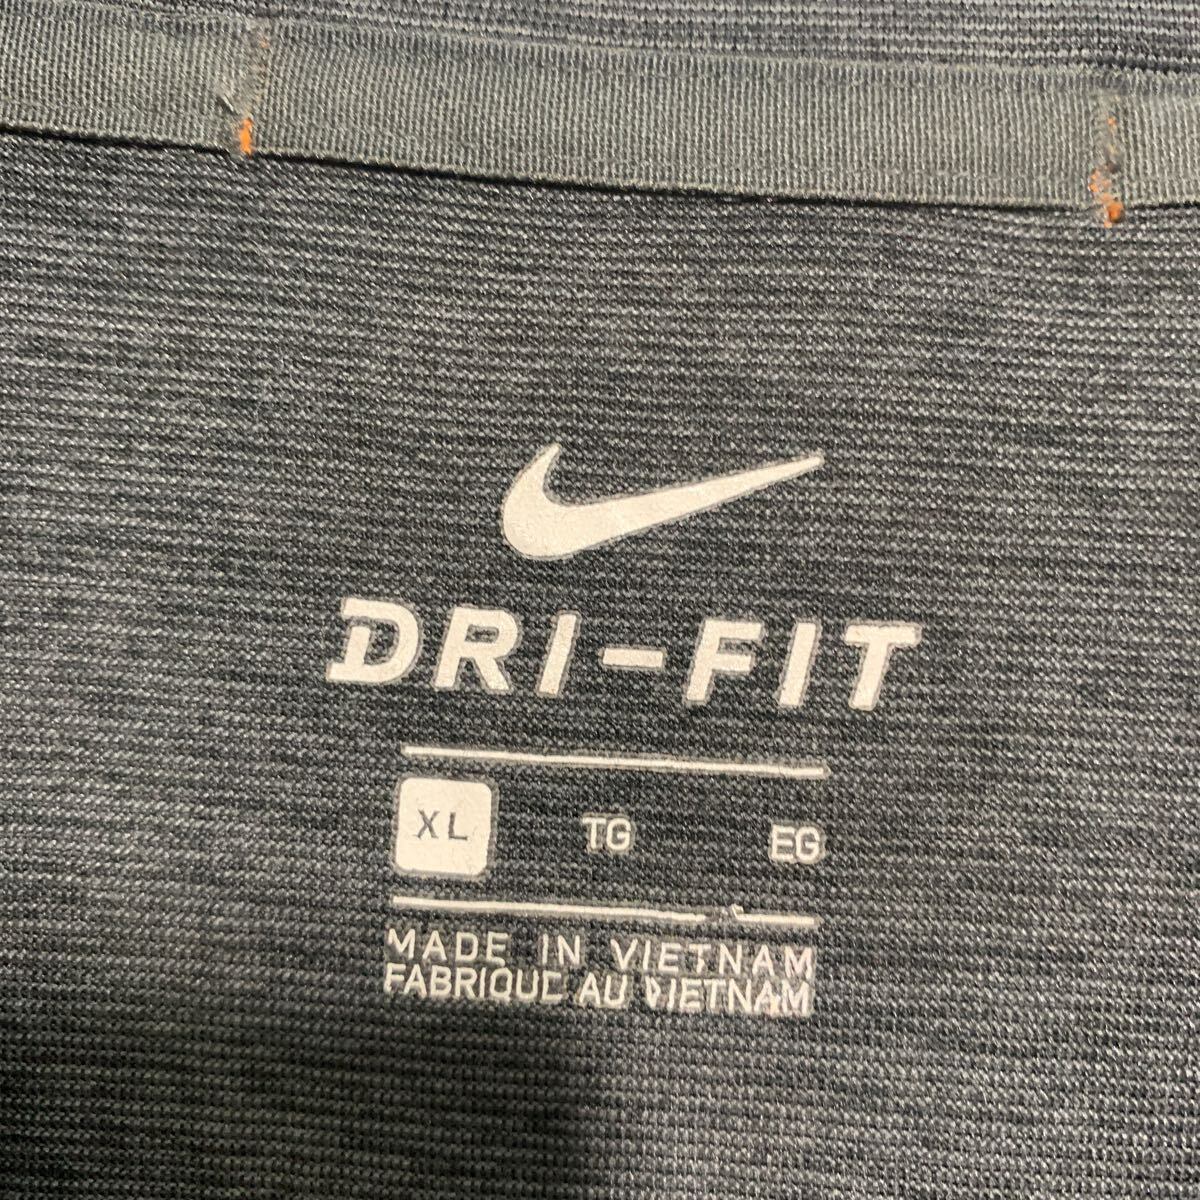 DRI-FIT
XL TG EG
MADE IN VIETNAM
FABRIQUE AU VIETNAM